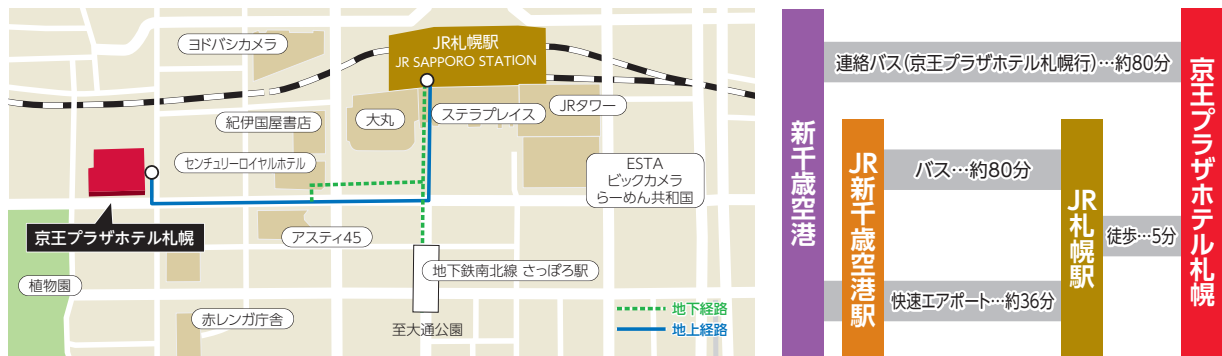 ヨドバシカメラ
JR札幌駅
JR SAPPORO STATION
紀伊国屋書店
大丸
ステラプレイス
JRタワー
センチュリーロイヤルホテル
ESTA
ビックカメラ
らーめん共和国
京王プラザホテル札幌
アスティ45
植物園
地下鉄南北線 さっぽろ駅
赤レンガ庁舎
至大通公園
地下経路
地上経路
新千歳空港
連絡バス(京王プラザホテル札幌行)…約80分
JR新千歳空港駅
バス…約80分
快速エアポート…約36分
JR札幌駅
徒歩…5分
京王プラザホテル札幌